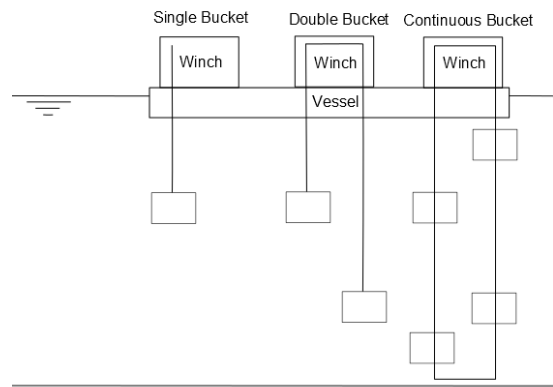 Single Bucket
Double Bucket
Continuous Bucket
Winch
Winch
Winch
Vessel